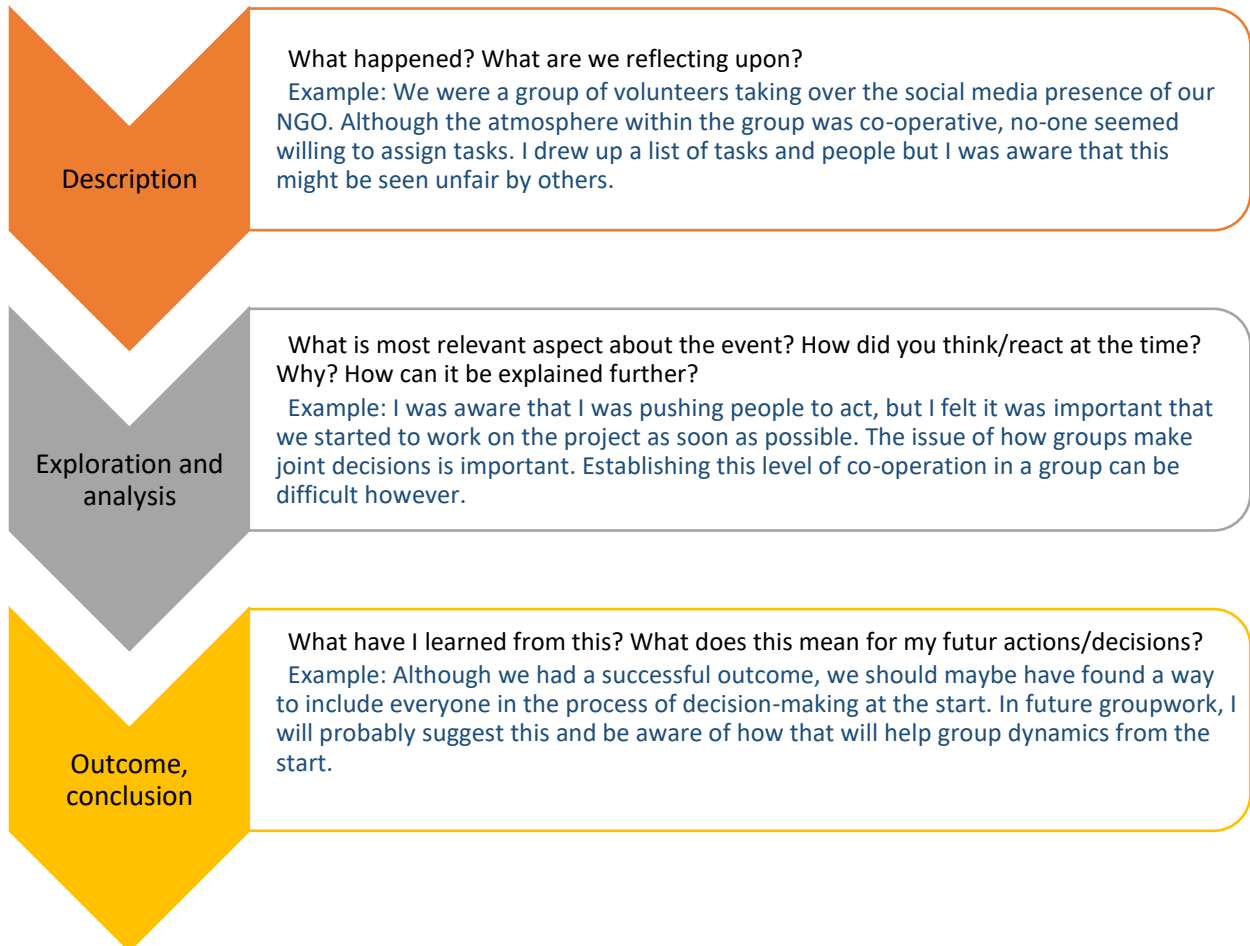 Description
What happened? What are we reflecting upon?
Example: We were a group of volunteers taking over the social media presence of our
NGO. Although the atmosphere within the group was co-operative, no-one seemed
willing to assign tasks. I drew up a list of tasks and people but I was aware that this
might be seen unfair by others.
Exploration and
analysis
What is most relevant aspect about the event? How did you think/react at the time?
Why? How can it be explained further?
Example: I was aware that I was pushing people to act, but I felt it was important that
we started to work on the project as soon as possible. The issue of how groups make
joint decisions is important. Establishing this level of co-operation in a group can be
difficult however.
Outcome,
conclusion
What have I learned from this? What does this mean for my futur actions/decisions?
Example: Although we had a successful outcome, we should maybe have found a way
to include everyone in the process of decision-making at the start. In future groupwork, I
will probably suggest this and be aware of how that will help group dynamics from the
start.